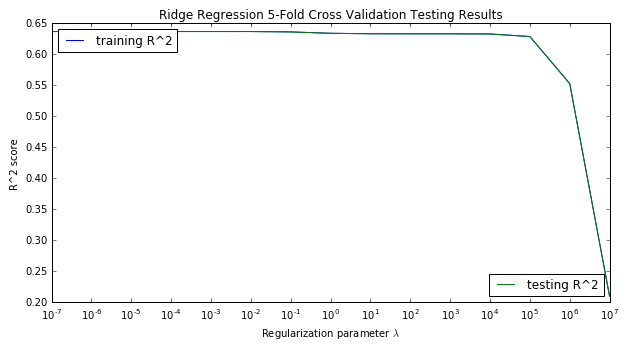 Ridge Regression 5-Fold Cross Validation Testing Results
training R^2
R^2 score
0.65
0.60
0.55
0.50
0.45
0.40
0.35
0.30
0.25
0.20
testing R^2
10^-7 10^-6 10^-5 10^-4 10^-3 10^-2 10^-1 10^0 10^1 10^2 10^3 10^4 10^5 10^6 10^7
Regularization parameter λ